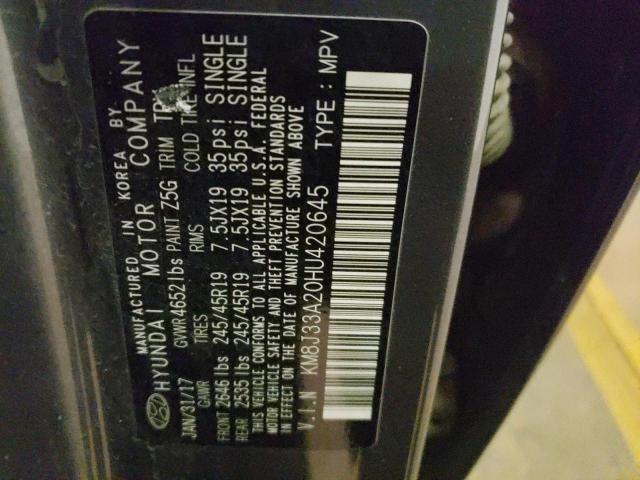 MANUFACTURED IN KOREA BY
HYUNDAI MOTOR COMPANY
JAN/31/17 GVWR 4652 lbs PAINT Z5G TRIM
GAWR TIRES RIMS COLD TIRE INFL
FRONT 2646 lbs 245/45R19 7.5JX19 35psi SINGLE
REAR 2535 lbs 245/45R19 7.5JX19 35psi SINGLE
THIS VEHICLE CONFORMS TO ALL APPLICABLE U.S.A. FEDERAL
MOTOR VEHICLE SAFETY AND THEFT PREVENTION STANDARDS
IN EFFECT ON THE DATE OF MANUFACTURE SHOWN ABOVE
V.I.N KM8J33A20HU420645 TYPE : MPV